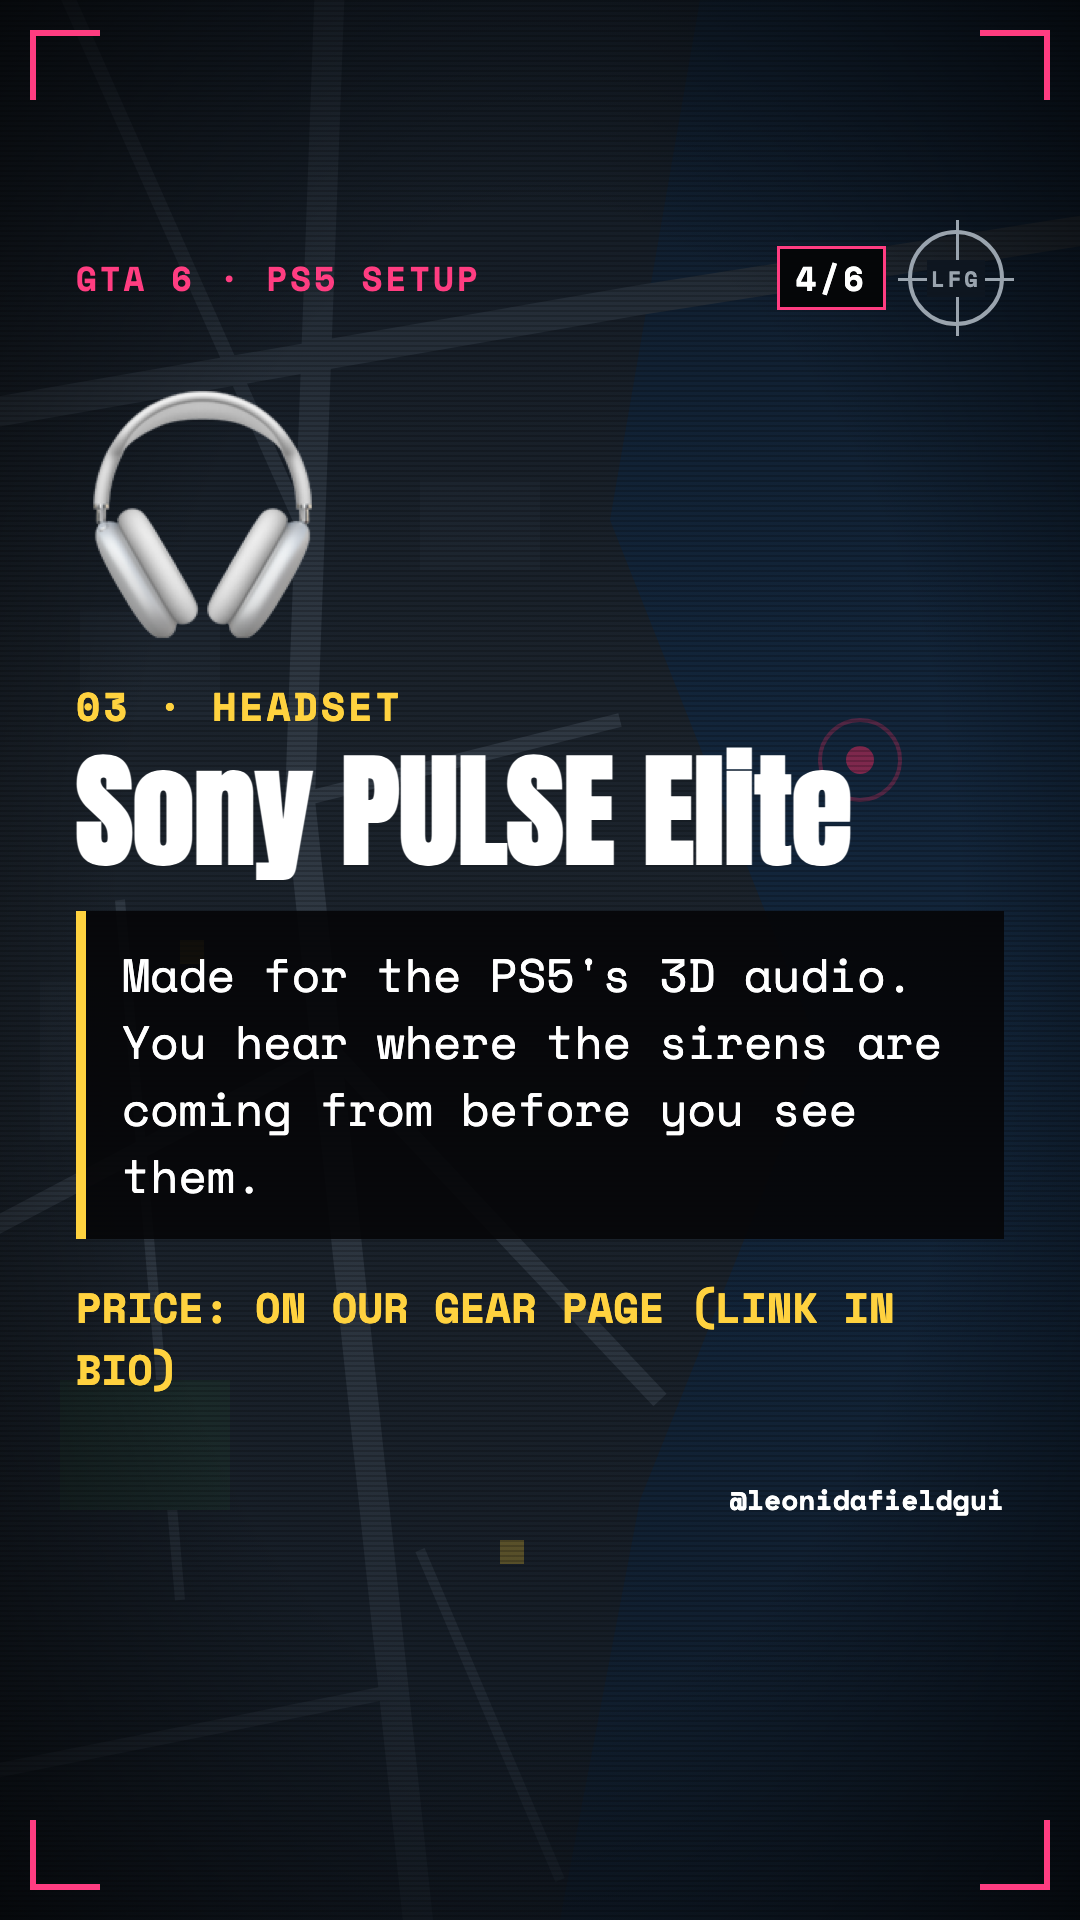 GTA 6 · PS5 SETUP
4/6
LFG
03 · HEADSET
Sony PULSE Elite
Made for the PS5's 3D audio.
You hear where the sirens are
coming from before you see
them.
PRICE: ON OUR GEAR PAGE (LINK IN
BIO)
@leonidafieldgui